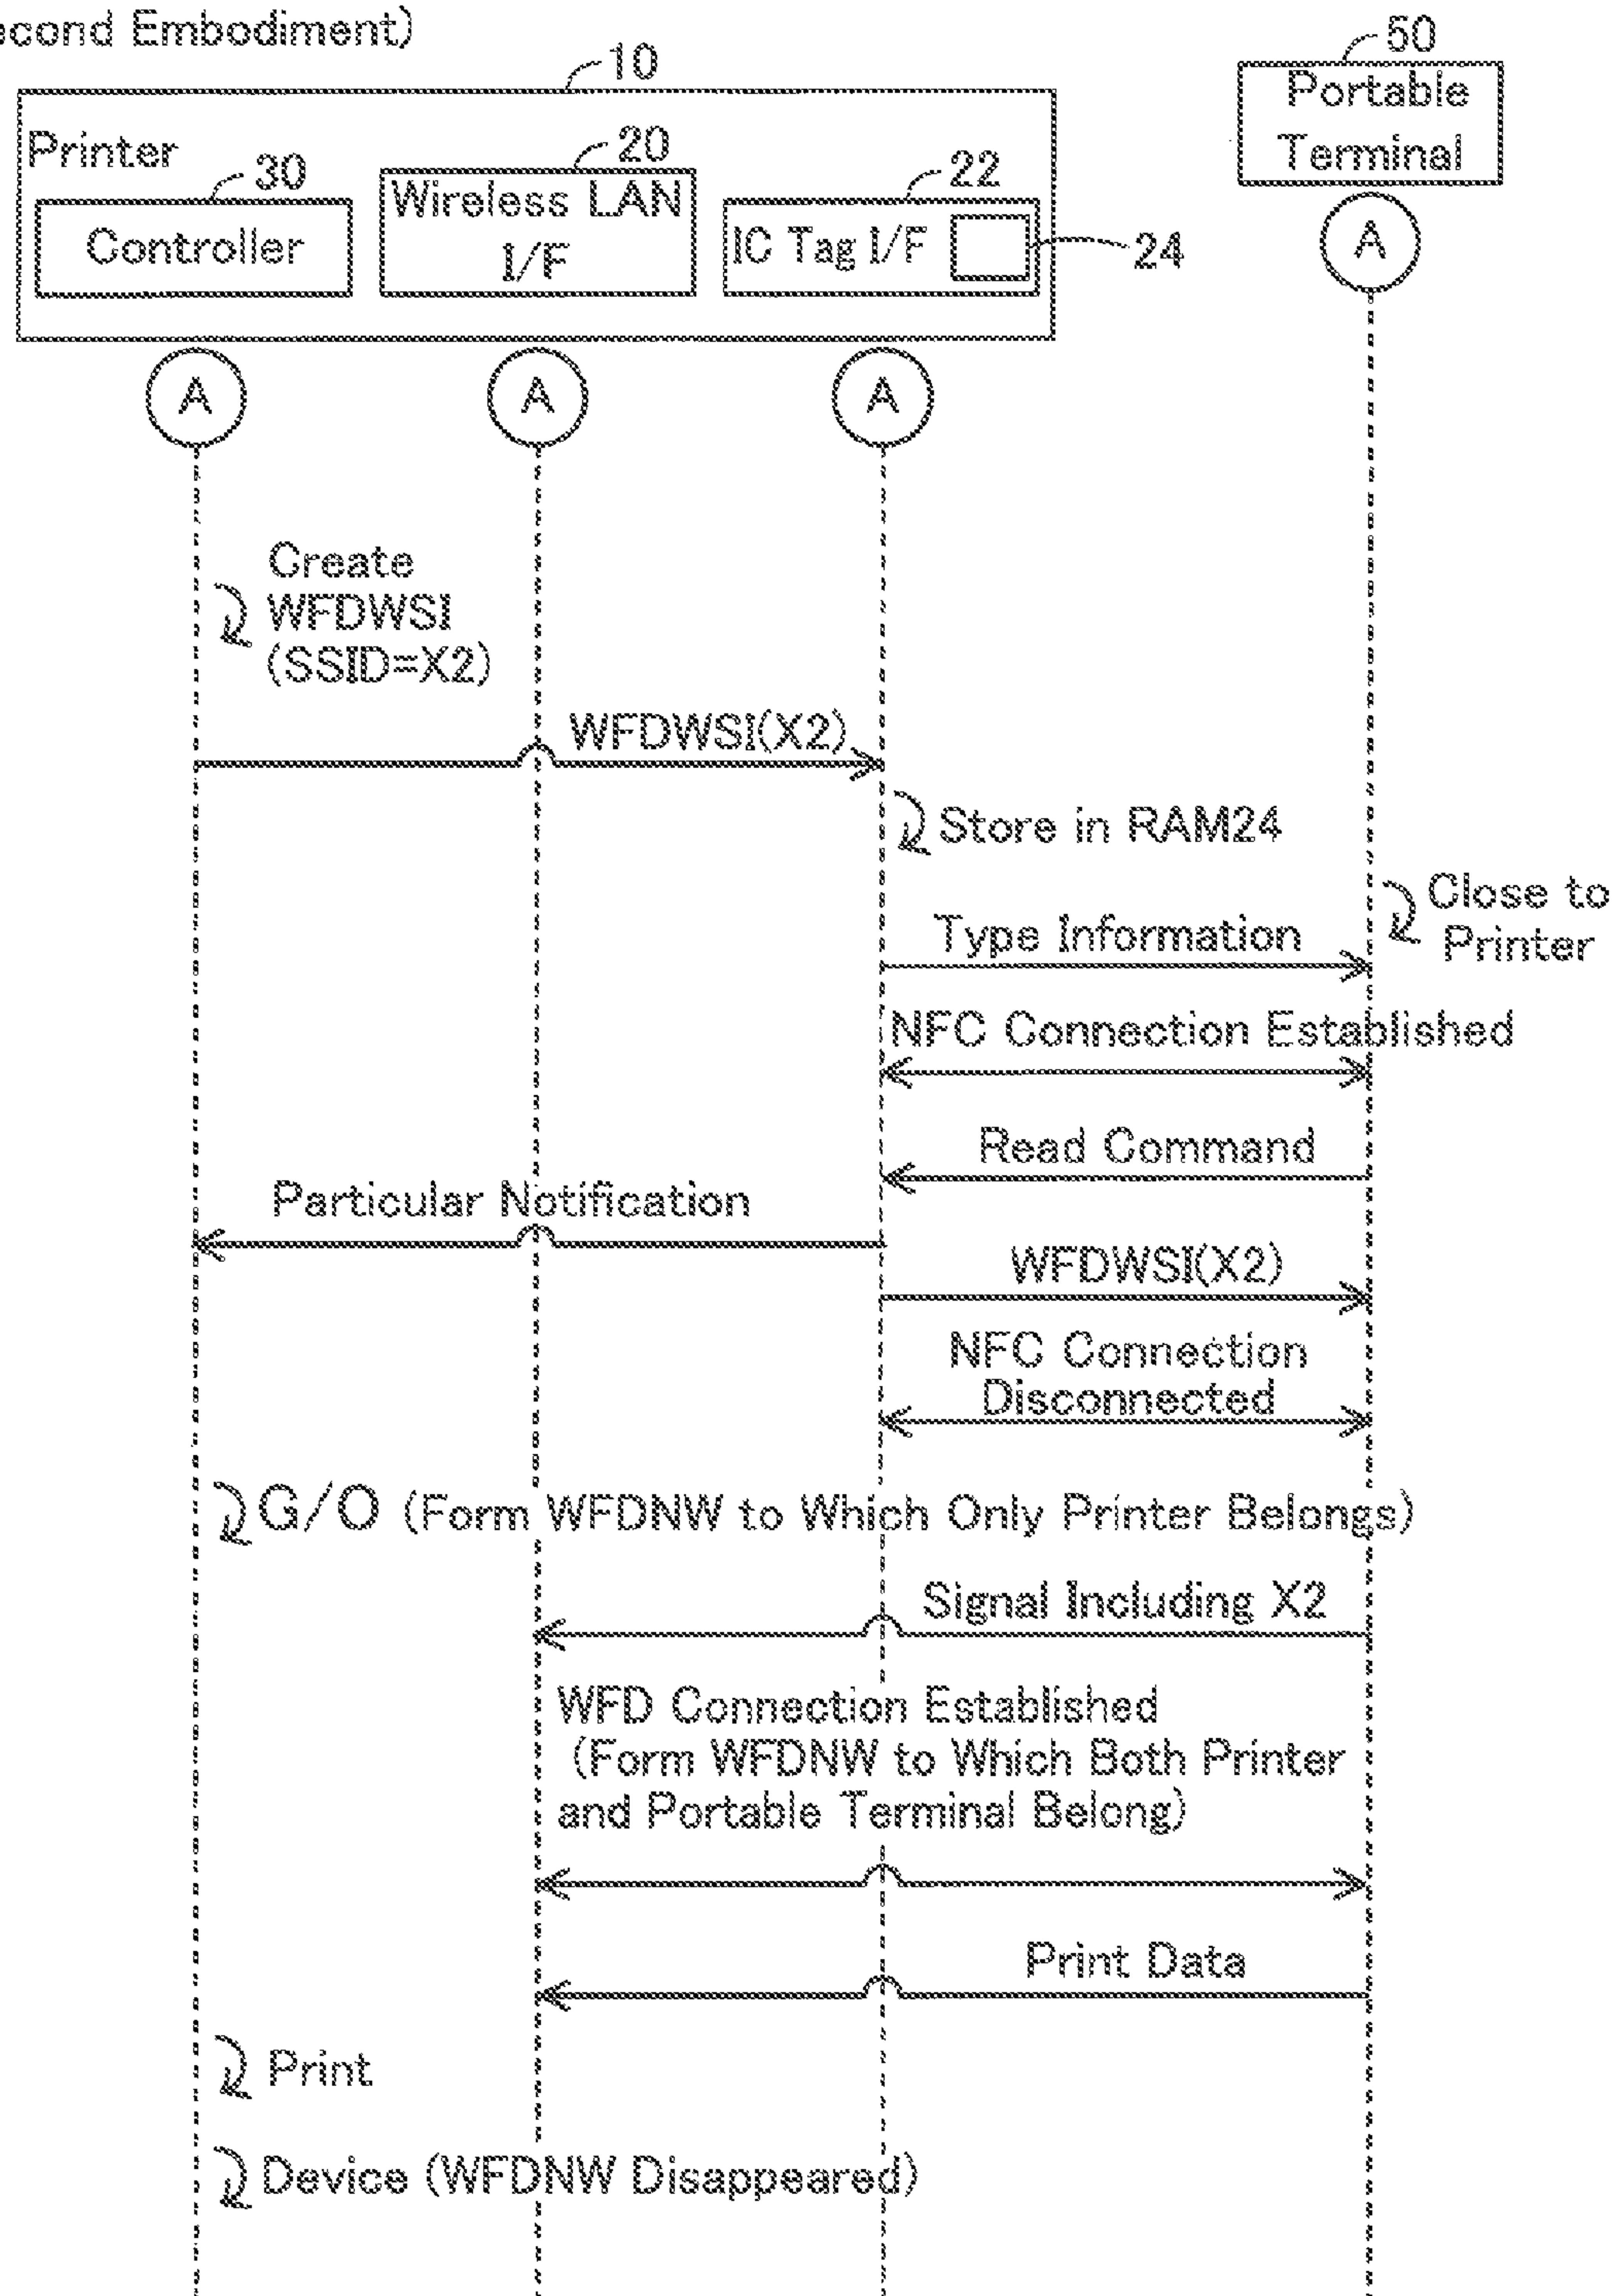 econd Embodiment)
10
50
Portable
Terminal
Printer
30
20
22
Controller
Wireless LAN
I/F
IC Tag I/F
24
A
A
A
A
Create
WFDWSI
(SSID=X2)
WFDWSI(X2)
Store in RAM24
Close to
Printer
Type Information
NFC Connection Established
Read Command
Particular Notification
WFDWSI(X2)
NFC Connection
Disconnected
G/O (Form WFDNW to Which Only Printer Belongs)
Signal Including X2
WFD Connection Established
(Form WFDNW to Which Both Printer
and Portable Terminal Belong)
Print Data
Print
Device (WFDNW Disappeared)